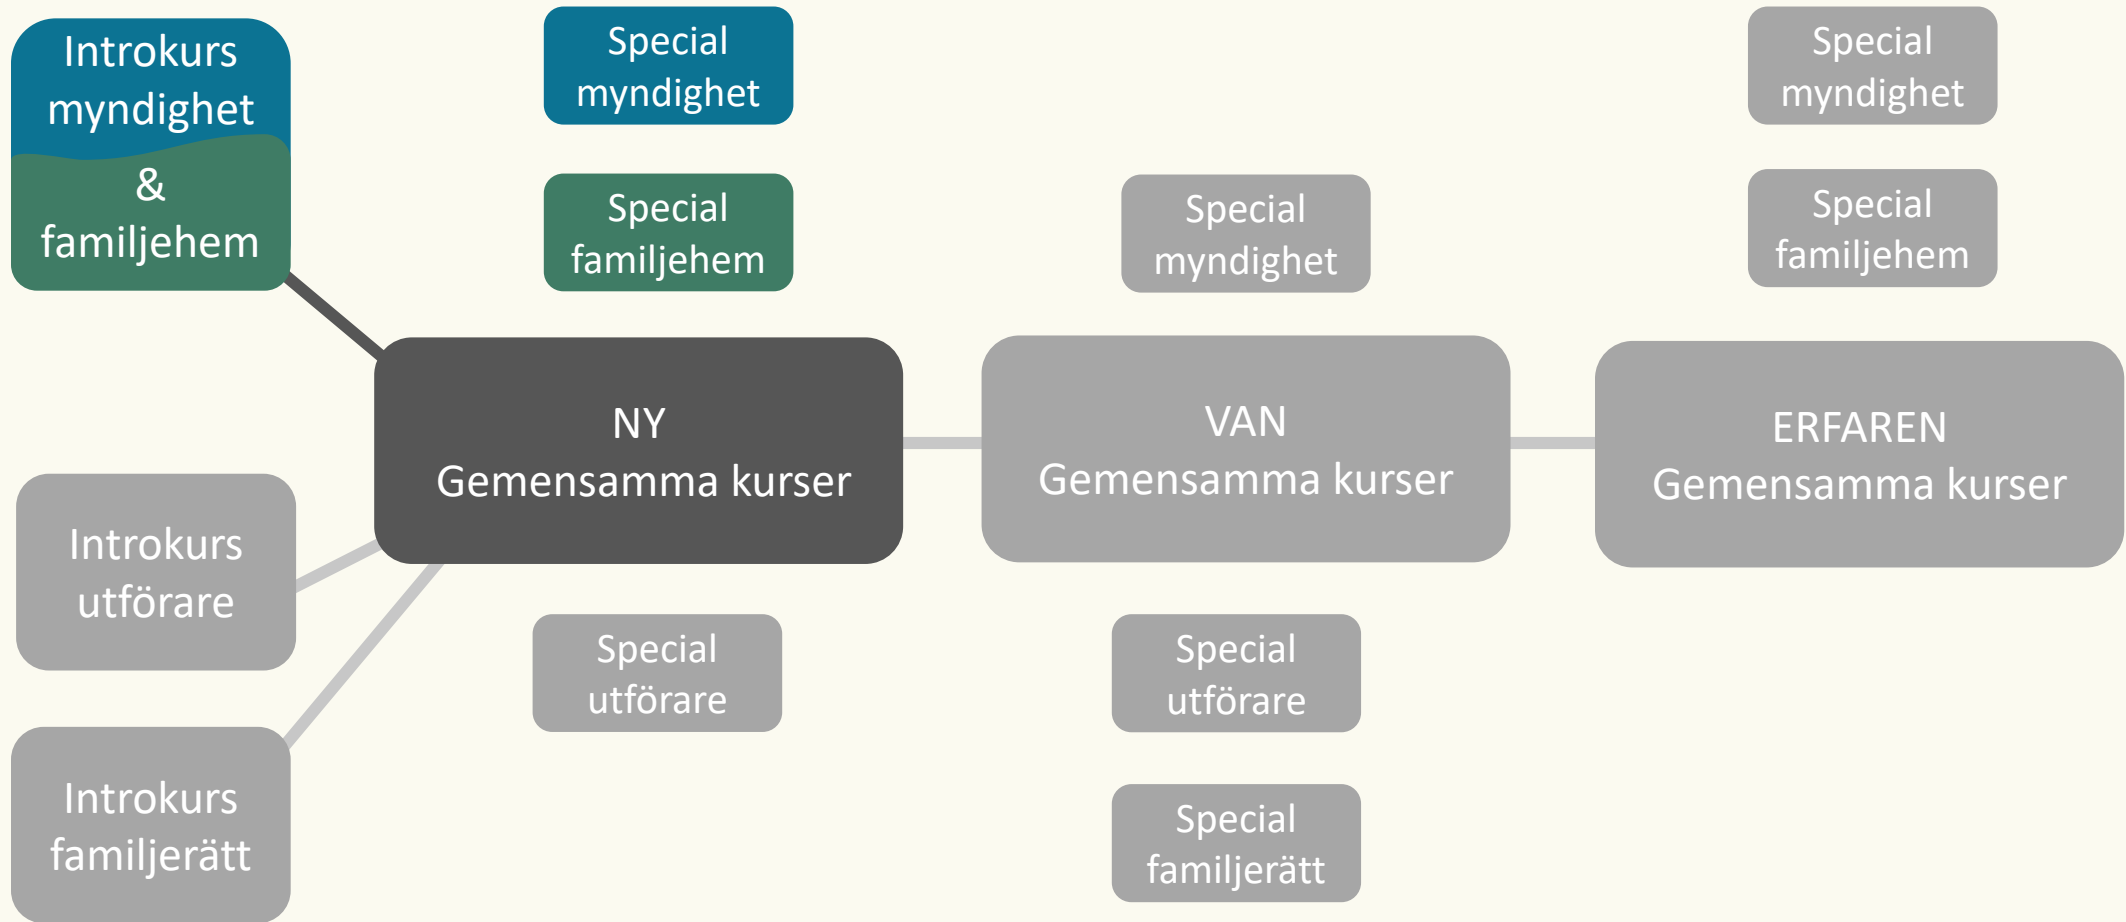 Introkurs
myndighet
&
familjehem
Special
myndighet
Special
familjehem
Special
myndighet
Special
myndighet
Special
familjehem
NY
Gemensamma kurser
VAN
Gemensamma kurser
ERFAREN
Gemensamma kurser
Introkurs
utförare
Introkurs
familjerätt
Special
utförare
Special
utförare
Special
familjerätt